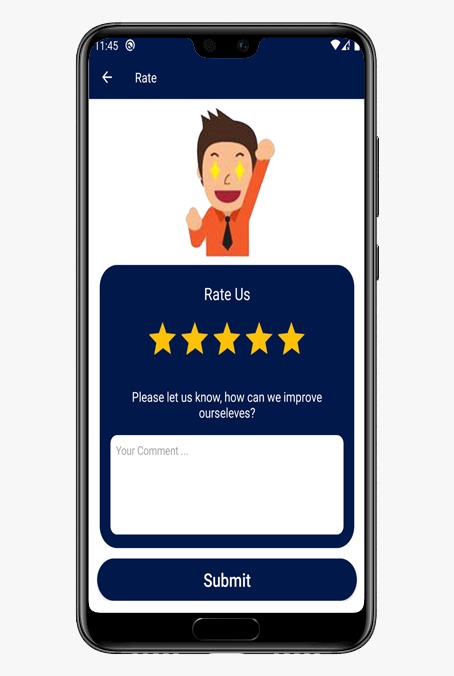 11:45
Rate
Rate Us
Please let us know, how can we improve
ourseleves?
Your Comment ...
Submit